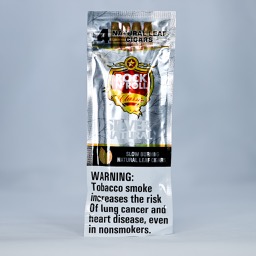 4 NATURAL LEAF
CIGARS
ROCK
N'ROLL
SLOW BURNING
NATURAL LEAF CIGARS
WARNING:
Tobacco smoke
increases the risk
Of lung cancer and
heart disease, even
in nonsmokers.